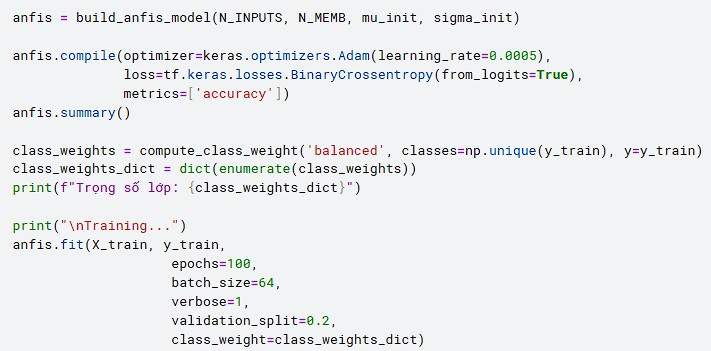 anfis = build_anfis_model(N_INPUTS, N_MEMB, mu_init, sigma_init)

anfis.compile(optimizer=keras.optimizers.Adam(learning_rate=0.0005),
              loss=tf.keras.losses.BinaryCrossentropy(from_logits=True),
              metrics=['accuracy'])
anfis.summary()

class_weights = compute_class_weight('balanced', classes=np.unique(y_train), y=y_train)
class_weights_dict = dict(enumerate(class_weights))
print(f"Trọng số lớp: {class_weights_dict}")

print("\nTraining...")
anfis.fit(X_train, y_train,
                    epochs=100,
                    batch_size=64,
                    verbose=1,
                    validation_split=0.2,
                    class_weight=class_weights_dict)